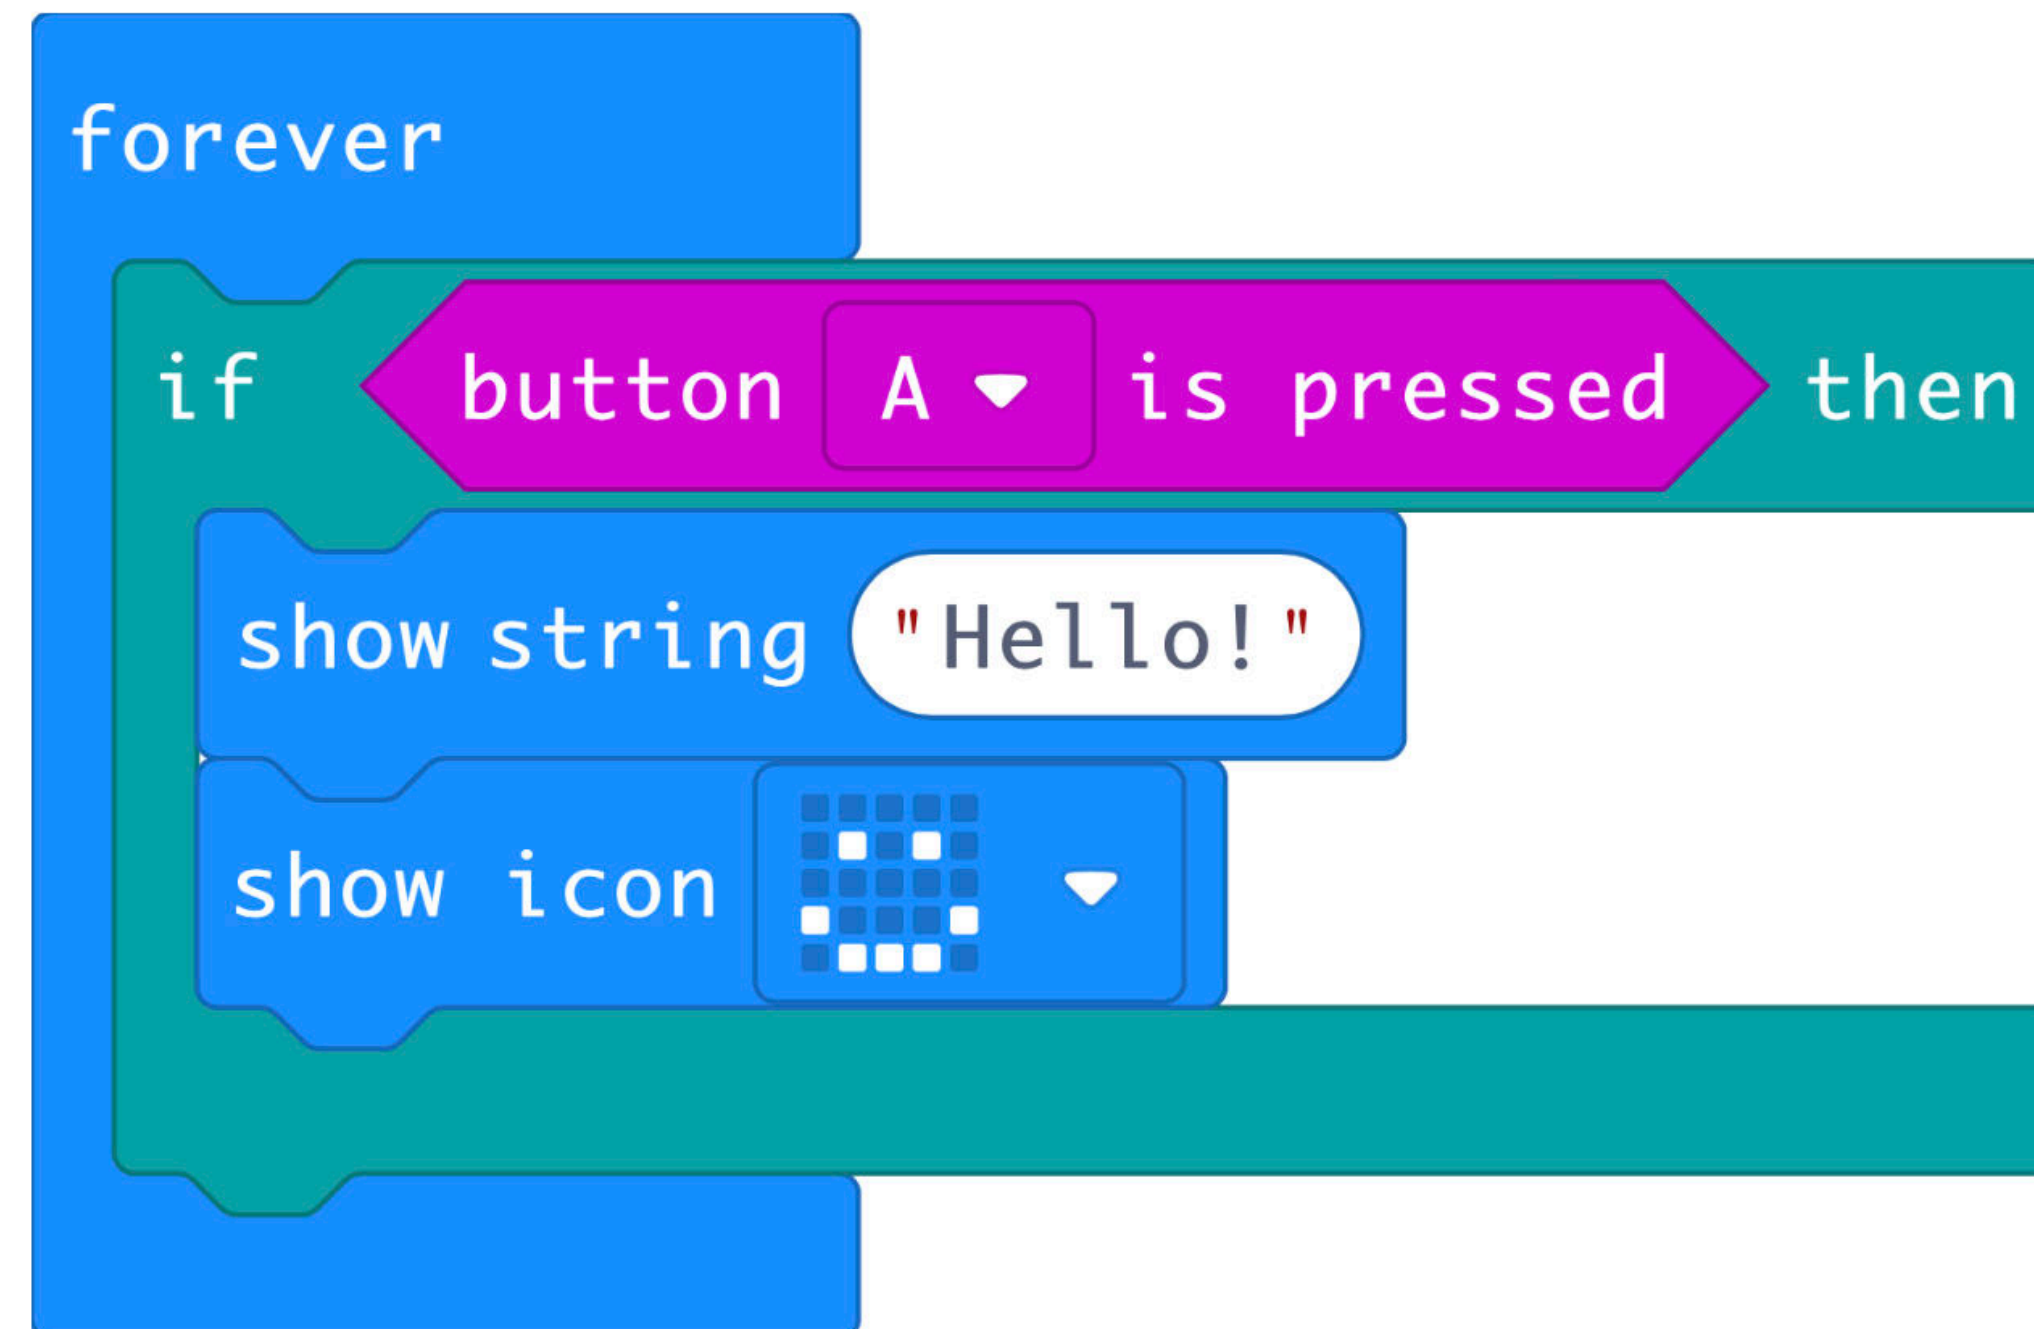 forever
if button A is pressed then
show string "Hello!"
show icon